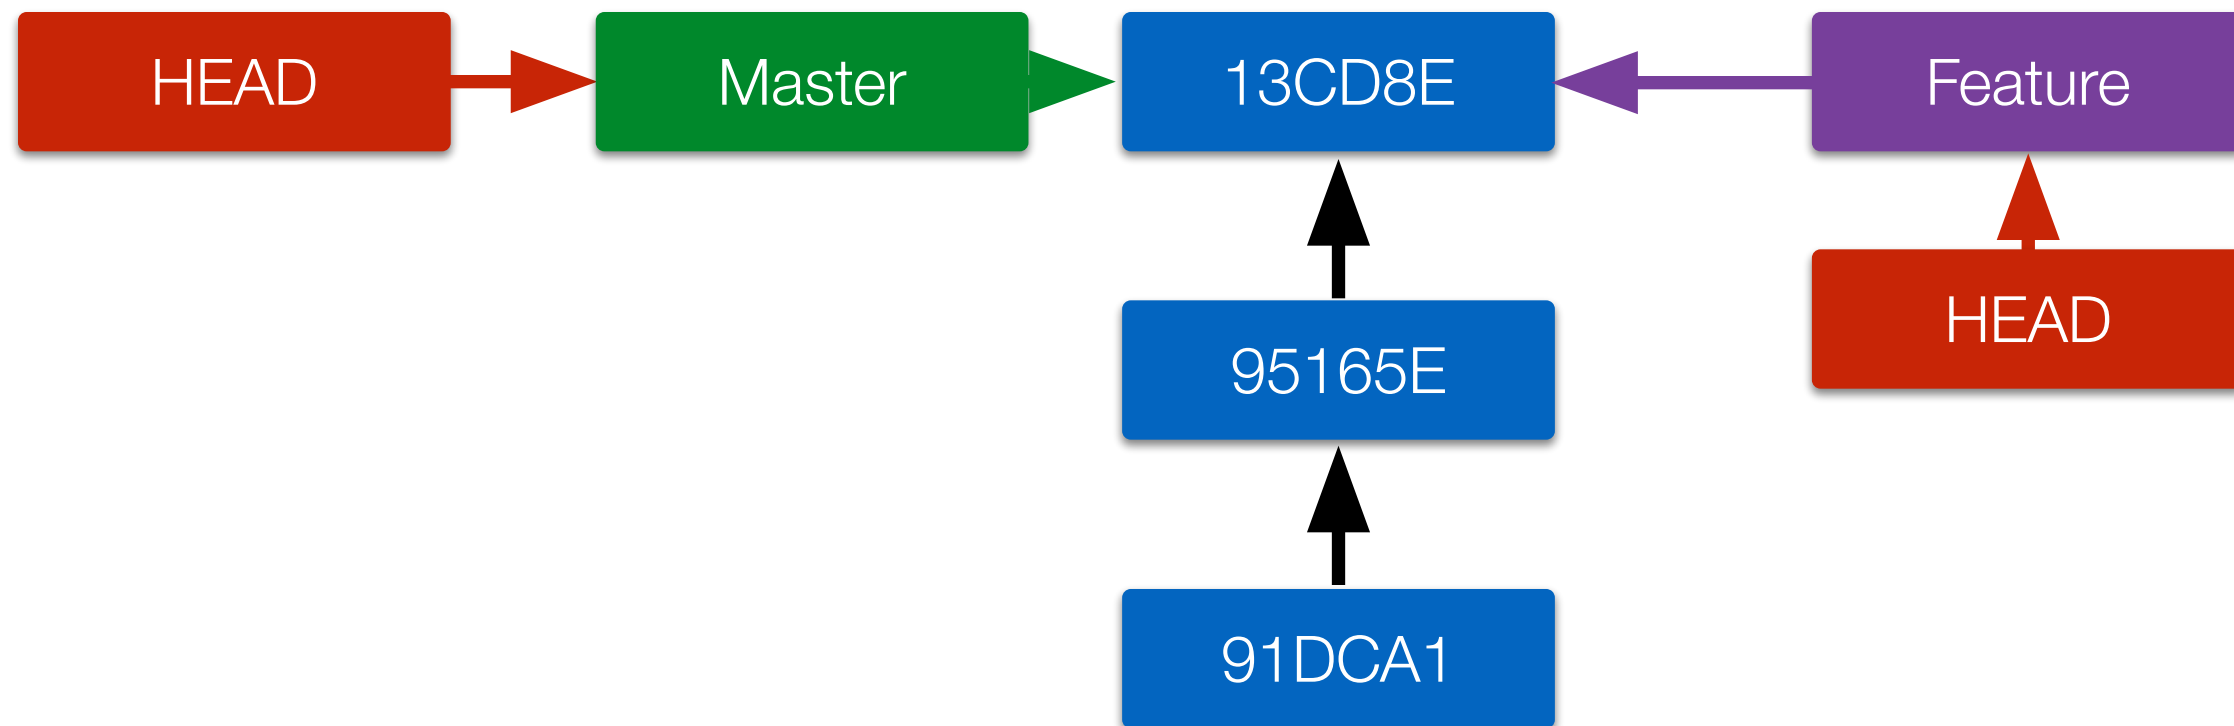 HEAD
Master
13CD8E
Feature
HEAD
95165E
91DCA1